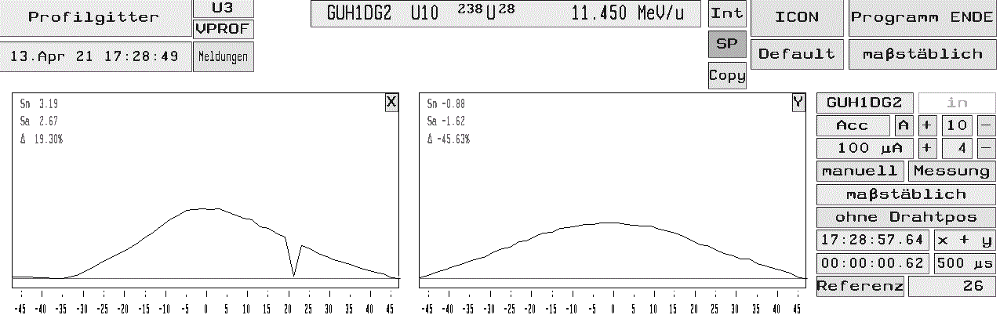 Profilgitter
U3
VPROF
GUH1DG2 U10 ²³⁸U²⁸ 11.450 MeV/u
Int
SP
Copy
ICON
Programm ENDE
13.Apr 21 17:28:49
Meldungen
Default
maßstäblich
Sn 3.19
Sa 2.67
Δ 19.30%
X
-45 -40 -35 -30 -25 -20 -15 -10 -5 0 5 10 15 20 25 30 35 40 45
Sn -0.88
Sa -1.62
Δ -45.63%
Y
-45 -40 -35 -30 -25 -20 -15 -10 -5 0 5 10 15 20 25 30 35 40 45
GUH1DG2 in
Acc A + 10 -
100 µA + 4 -
manuell Messung
maßstäblich
ohne Drahtpos
17:28:57.64 x + y
00:00:00.62 500 µs
Referenz 26